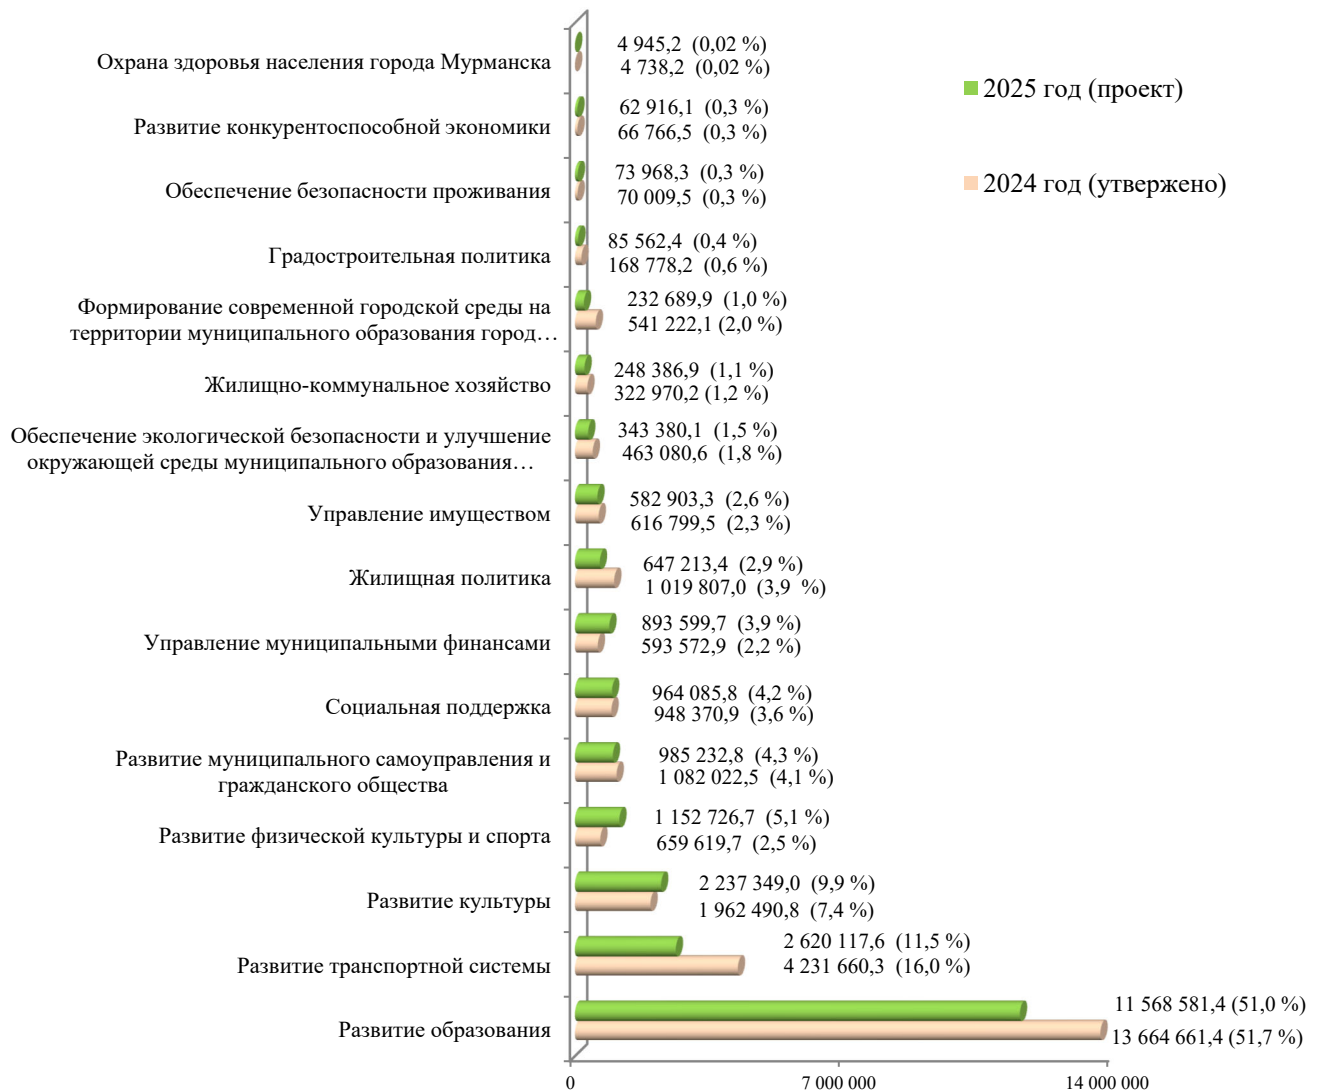 4 945,2 (0,02 %)
Охрана здоровья населения города Мурманска
4 738,2 (0,02 %)
2025 год (проект)
62 916,1 (0,3 %)
Развитие конкурентоспособной экономики
66 766,5 (0,3 %)
73 968,3 (0,3 %)
2024 год (утвержено)
Обеспечение безопасности проживания
70 009,5 (0,3 %)
85 562,4 (0,4 %)
Градостроительная политика
168 778,2 (0,6 %)
Формирование современной городской среды на
территории муниципального образования город…
232 689,9 (1,0 %)
541 222,1 (2,0 %)
248 386,9 (1,1 %)
Жилищно-коммунальное хозяйство
322 970,2 (1,2 %)
Обеспечение экологической безопасности и улучшение
окружающей среды муниципального образования…
343 380,1 (1,5 %)
463 080,6 (1,8 %)
582 903,3 (2,6 %)
Управление имуществом
616 799,5 (2,3 %)
647 213,4 (2,9 %)
Жилищная политика
1 019 807,0 (3,9 %)
893 599,7 (3,9 %)
Управление муниципальными финансами
593 572,9 (2,2 %)
964 085,8 (4,2 %)
Социальная поддержка
948 370,9 (3,6 %)
Развитие муниципального самоуправления и
гражданского общества
985 232,8 (4,3 %)
1 082 022,5 (4,1 %)
1 152 726,7 (5,1 %)
Развитие физической культуры и спорта
659 619,7 (2,5 %)
2 237 349,0 (9,9 %)
Развитие культуры
1 962 490,8 (7,4 %)
2 620 117,6 (11,5 %)
Развитие транспортной системы
4 231 660,3 (16,0 %)
11 568 581,4 (51,0 %)
Развитие образования
13 664 661,4 (51,7 %)
0 7 000 000 14 000 000